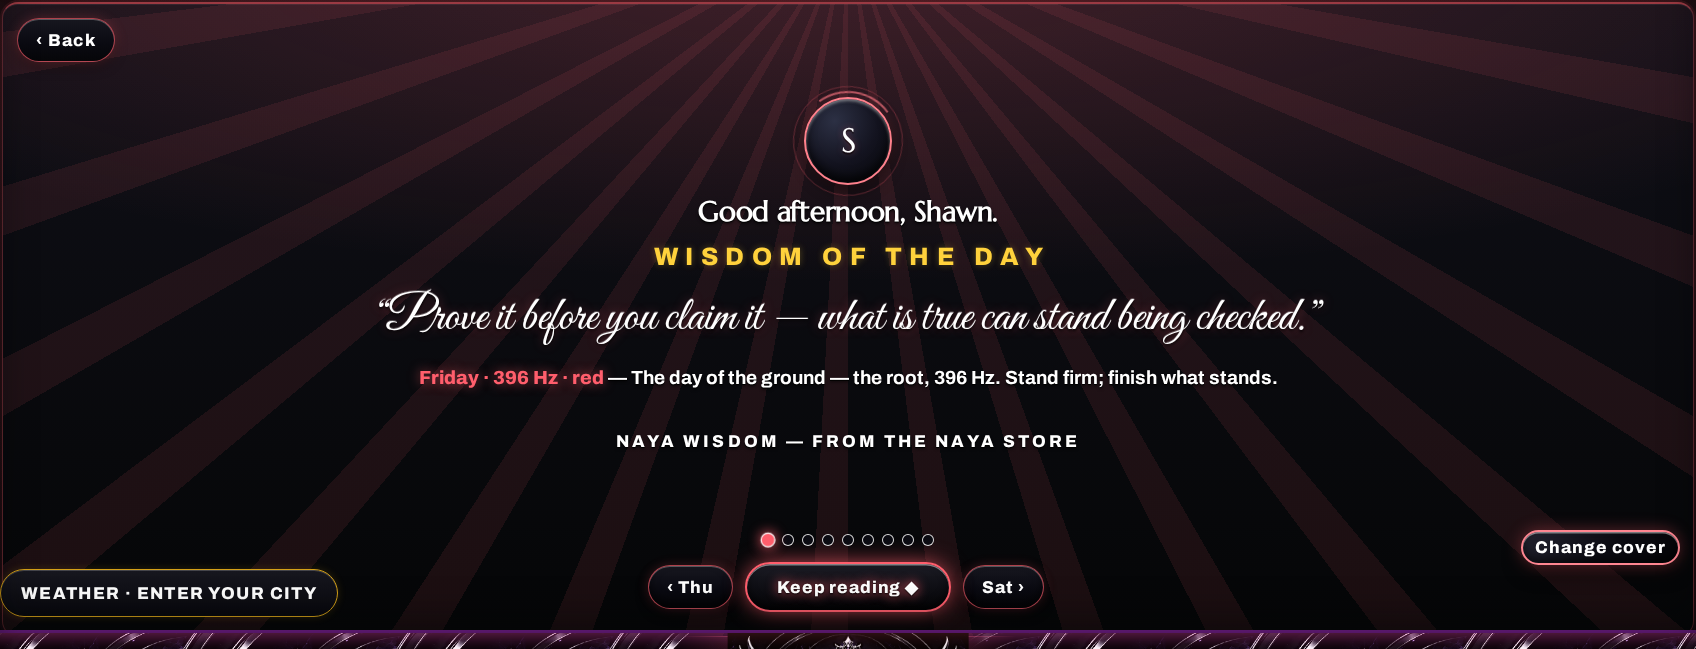 ‹ Back
S
Good afternoon, Shawn.
WISDOM OF THE DAY
“Prove it before you claim it — what is true can stand being checked.”
Friday · 396 Hz · red — The day of the ground — the root, 396 Hz. Stand firm; finish what stands.
NAYA WISDOM — FROM THE NAYA STORE
Change cover
WEATHER · ENTER YOUR CITY
‹ Thu
Keep reading ◆
Sat ›